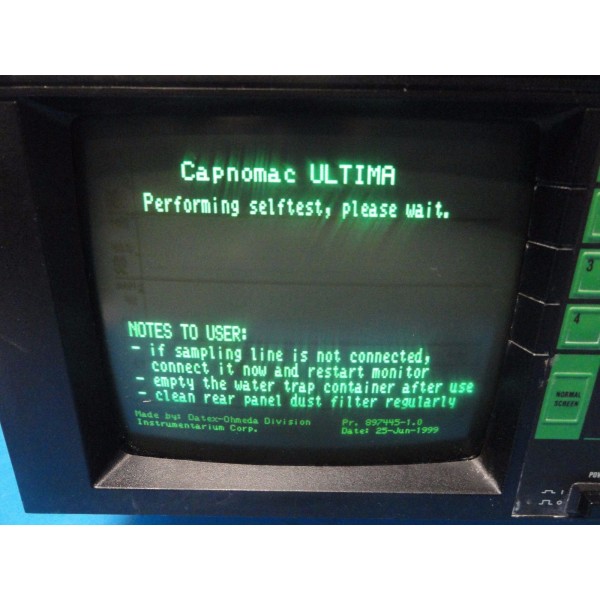 Capnomac ULTIMA
Performing selftest, please wait.
NOTES TO USER:
- if sampling line is not connected,
connect it now and restart monitor
- empty the water trap container after use
- clean rear panel dust filter regularly
Made by: Datex-Ohmeda Division
Instrumentarium Corp.
Pr. 897445-1.0
Date: 25-Jun-1999
3
4
NORMAL
SCREEN